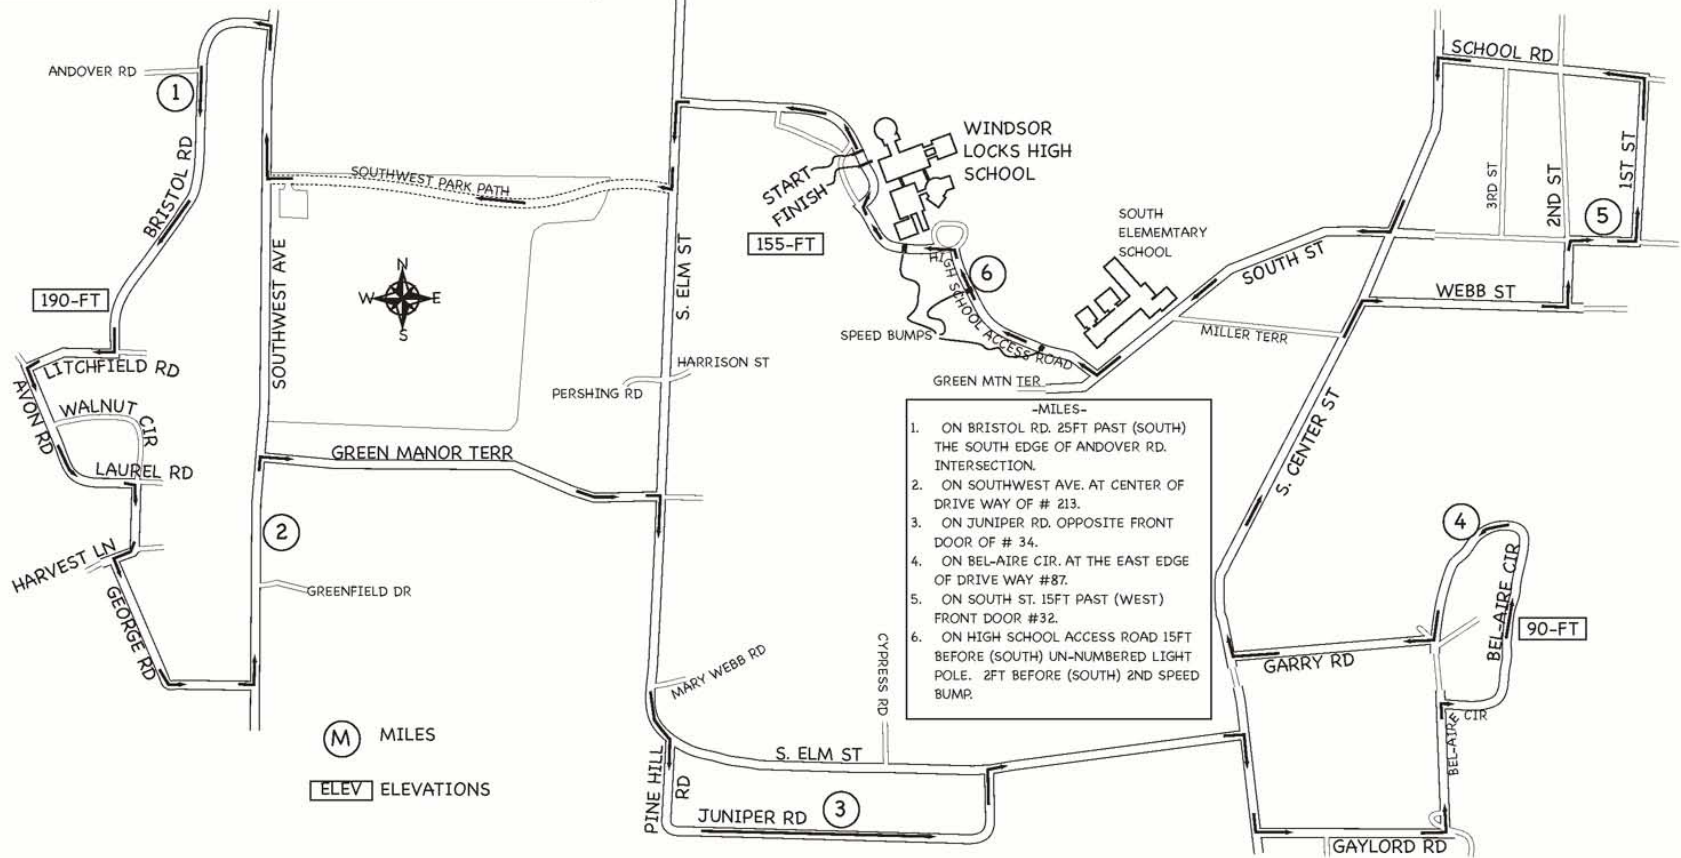 SCHOOL RD
ANDOVER RD
1
WINDSOR
LOCKS HIGH
SCHOOL
BRISTOL RD
SOUTHWEST PARK PATH
START
FINISH
155-FT
3RD ST
2ND ST
1ST ST
5
SOUTH
ELEMEMTARY
SCHOOL
SOUTHWEST AVE
N
W
E
S
S. ELM ST
HIGH SCHOOL ACCESS ROAD
6
SOUTH ST
190-FT
WEBB ST
SPEED BUMPS
MILLER TERR
LITCHFIELD RD
HARRISON ST
PERSHING RD
GREEN MTN TER
AVON RD
WALNUT
CIR
LAUREL RD
GREEN MANOR TERR
S. CENTER ST
-MILES-
1. ON BRISTOL RD. 25FT PAST (SOUTH)
THE SOUTH EDGE OF ANDOVER RD.
INTERSECTION.
2. ON SOUTHWEST AVE. AT CENTER OF
DRIVE WAY OF # 213.
3. ON JUNIPER RD. OPPOSITE FRONT
DOOR OF # 34.
4. ON BEL-AIRE CIR. AT THE EAST EDGE
OF DRIVE WAY #87.
5. ON SOUTH ST. 15FT PAST (WEST)
FRONT DOOR #32.
6. ON HIGH SCHOOL ACCESS ROAD 15FT
BEFORE (SOUTH) UN-NUMBERED LIGHT
POLE. 2FT BEFORE (SOUTH) 2ND SPEED
BUMP.
2
4
HARVEST LN
GREENFIELD DR
GEORGE RD
BEL-AIRE CIR
90-FT
CYPRESS RD
MARY WEBB RD
GARRY RD
BEL-AIRE CIR
M MILES
ELEV ELEVATIONS
S. ELM ST
PINE HILL
RD
JUNIPER RD
3
GAYLORD RD